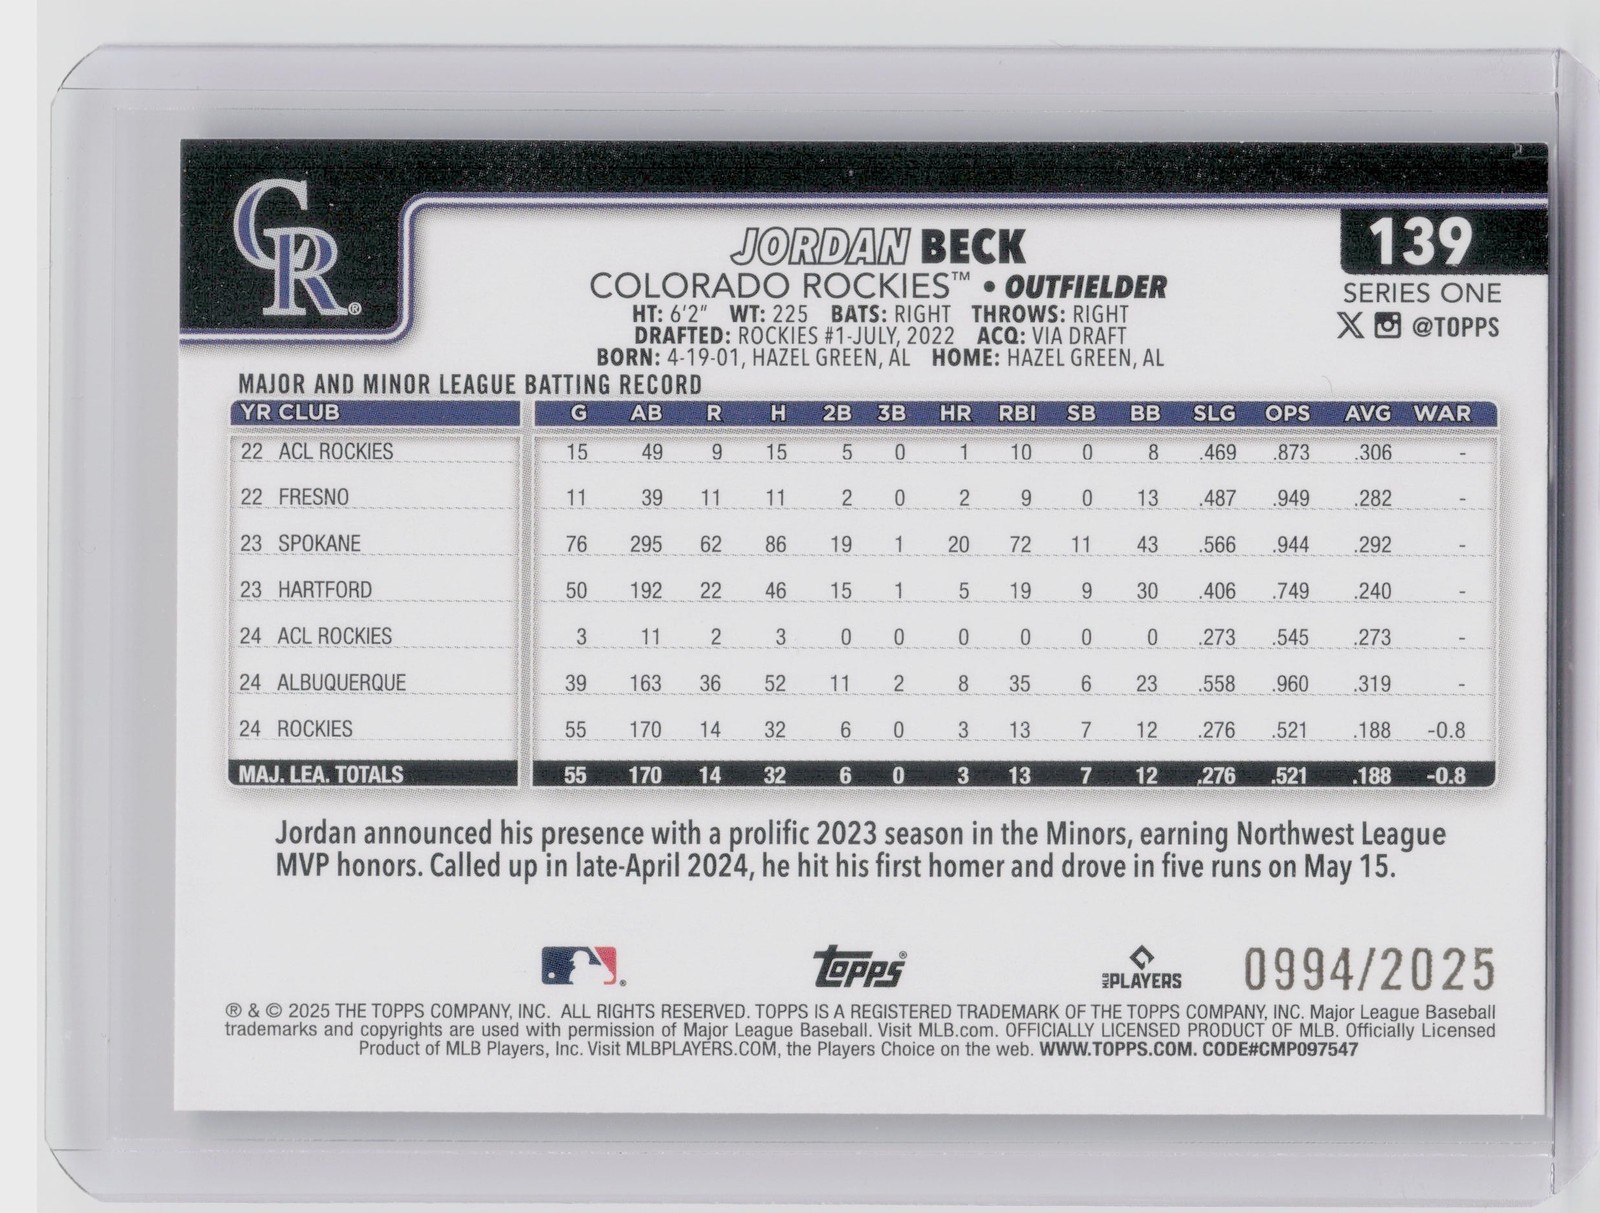 CR®
JORDAN BECK
139
COLORADO ROCKIES™ • OUTFIELDER
SERIES ONE
HT: 6'2" WT: 225 BATS: RIGHT THROWS: RIGHT
@TOPPS
DRAFTED: ROCKIES #1-JULY, 2022 ACQ: VIA DRAFT
BORN: 4-19-01, HAZEL GREEN, AL HOME: HAZEL GREEN, AL
MAJOR AND MINOR LEAGUE BATTING RECORD
YR CLUB G AB R H 2B 3B HR RBI SB BB SLG OPS AVG WAR
22 ACL ROCKIES 15 49 9 15 5 0 1 10 0 8 .469 .873 .306 -
22 FRESNO 11 39 11 11 2 0 2 9 0 13 .487 .949 .282 -
23 SPOKANE 76 295 62 86 19 1 20 72 11 43 .566 .944 .292 -
23 HARTFORD 50 192 22 46 15 1 5 19 9 30 .406 .749 .240 -
24 ACL ROCKIES 3 11 2 3 0 0 0 0 0 0 .273 .545 .273 -
24 ALBUQUERQUE 39 163 36 52 11 2 8 35 6 23 .558 .960 .319 -
24 ROCKIES 55 170 14 32 6 0 3 13 7 12 .276 .521 .188 -0.8
MAJ. LEA. TOTALS 55 170 14 32 6 0 3 13 7 12 .276 .521 .188 -0.8
Jordan announced his presence with a prolific 2023 season in the Minors, earning Northwest League
MVP honors. Called up in late-April 2024, he hit his first homer and drove in five runs on May 15.
topps® MLB PLAYERS 0994/2025
® & © 2025 THE TOPPS COMPANY, INC. ALL RIGHTS RESERVED. TOPPS IS A REGISTERED TRADEMARK OF THE TOPPS COMPANY, INC. Major League Baseball
trademarks and copyrights are used with permission of Major League Baseball. Visit MLB.com. OFFICIALLY LICENSED PRODUCT OF MLB. Officially Licensed
Product of MLB Players, Inc. Visit MLBPLAYERS.COM, the Players Choice on the web. WWW.TOPPS.COM. CODE#CMP097547